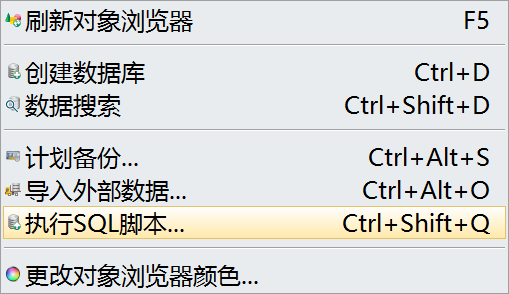 刷新对象浏览器 F5
创建数据库 Ctrl+D
数据搜索 Ctrl+Shift+D
计划备份... Ctrl+Alt+S
导入外部数据... Ctrl+Alt+O
执行SQL脚本... Ctrl+Shift+Q
更改对象浏览器颜色...